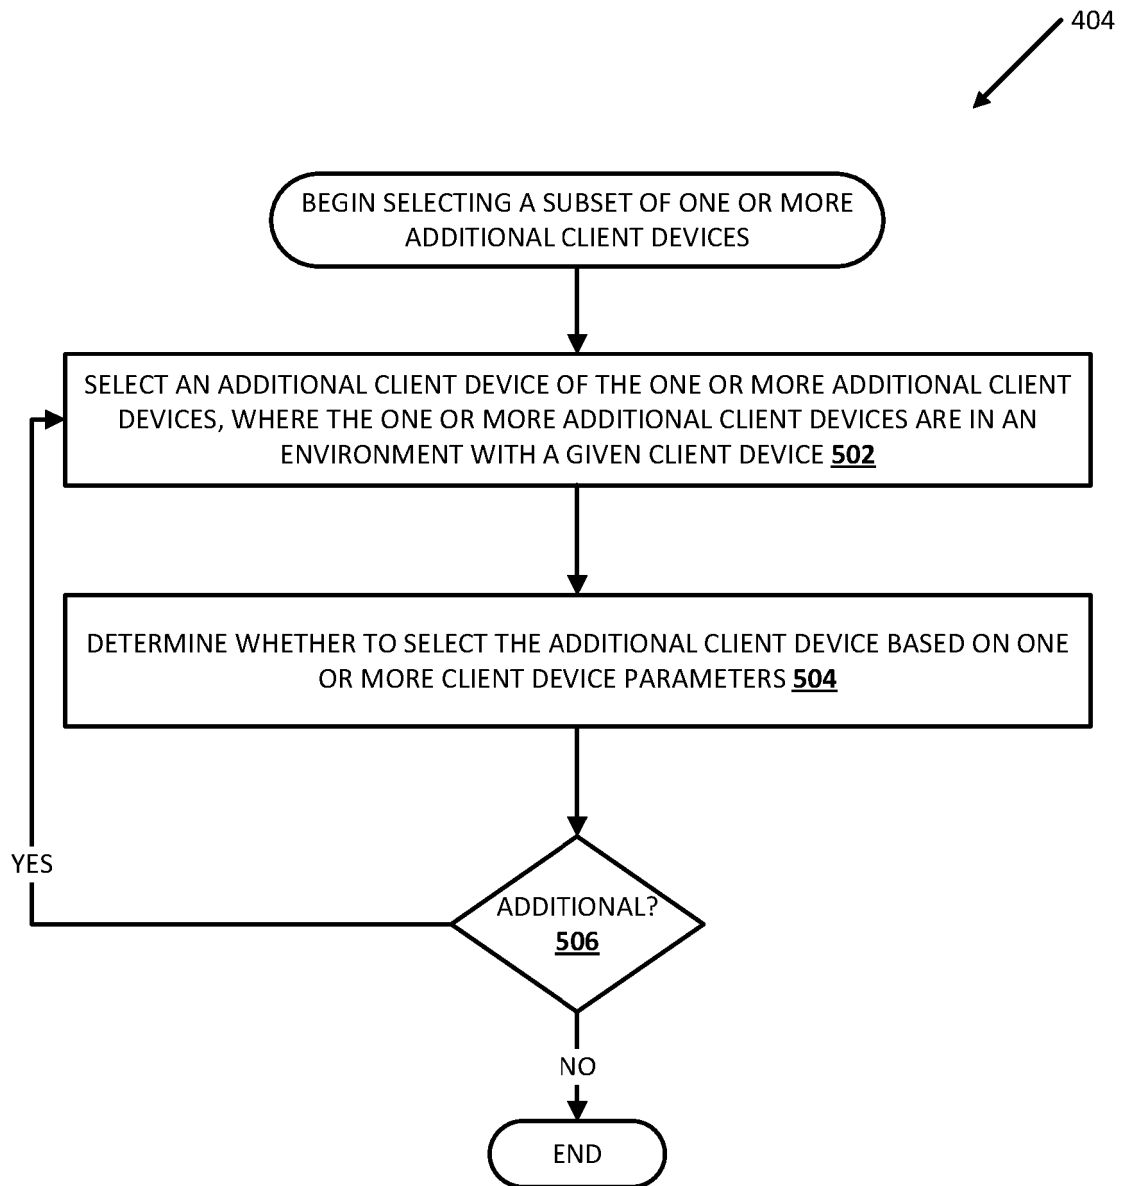 404
BEGIN SELECTING A SUBSET OF ONE OR MORE
ADDITIONAL CLIENT DEVICES
SELECT AN ADDITIONAL CLIENT DEVICE OF THE ONE OR MORE ADDITIONAL CLIENT
DEVICES, WHERE THE ONE OR MORE ADDITIONAL CLIENT DEVICES ARE IN AN
ENVIRONMENT WITH A GIVEN CLIENT DEVICE 502
DETERMINE WHETHER TO SELECT THE ADDITIONAL CLIENT DEVICE BASED ON ONE
OR MORE CLIENT DEVICE PARAMETERS 504
YES
ADDITIONAL?
506
NO
END